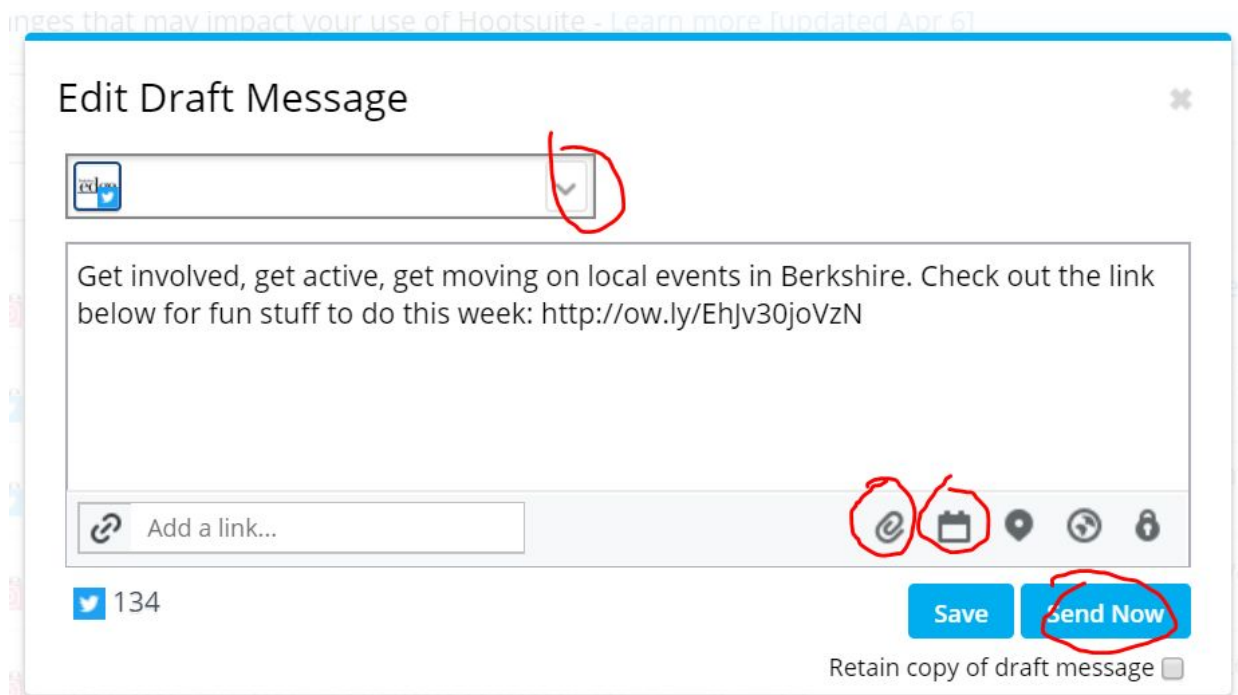 nges that may impact your use of Hootsuite - Learn more [updated Apr 6]
Edit Draft Message
edge
Get involved, get active, get moving on local events in Berkshire. Check out the link
below for fun stuff to do this week: http://ow.ly/EhJv30joVzN
Add a link...
134
Save Send Now
Retain copy of draft message